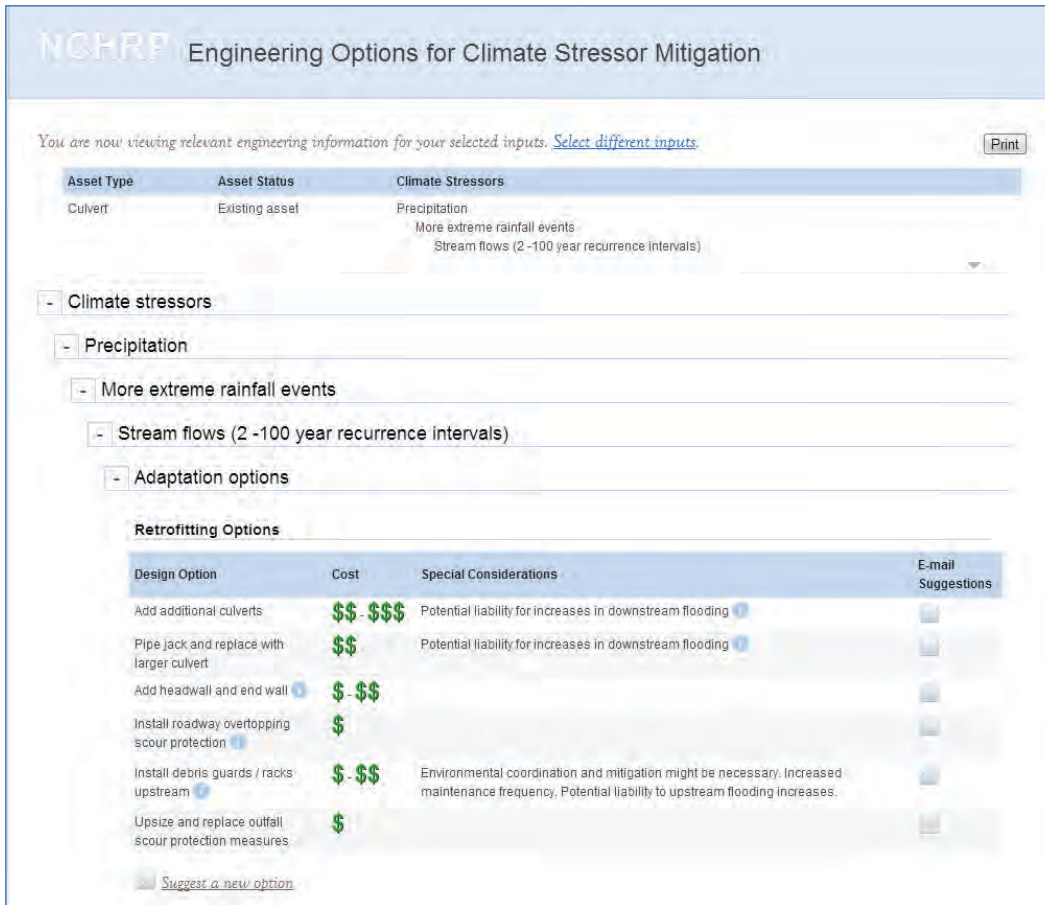 NCHRP Engineering Options for Climate Stressor Mitigation
You are now viewing relevant engineering information for your selected inputs. Select different inputs.
Print
Asset Type Asset Status Climate Stressors
Culvert Existing asset Precipitation
More extreme rainfall events
Stream flows (2 -100 year recurrence intervals)
- Climate stressors
- Precipitation
- More extreme rainfall events
- Stream flows (2 -100 year recurrence intervals)
- Adaptation options
Retrofitting Options
Design Option Cost Special Considerations E-mail Suggestions
Add additional culverts $$ - $$$ Potential liability for increases in downstream flooding
Pipe jack and replace with $$ Potential liability for increases in downstream flooding
larger culvert
Add headwall and end wall $ - $$
Install roadway overtopping $
scour protection
Install debris guards / racks $ - $$ Environmental coordination and mitigation might be necessary. Increased
upstream maintenance frequency. Potential liability to upstream flooding increases.
Upsize and replace outfall $
scour protection measures
Suggest a new option